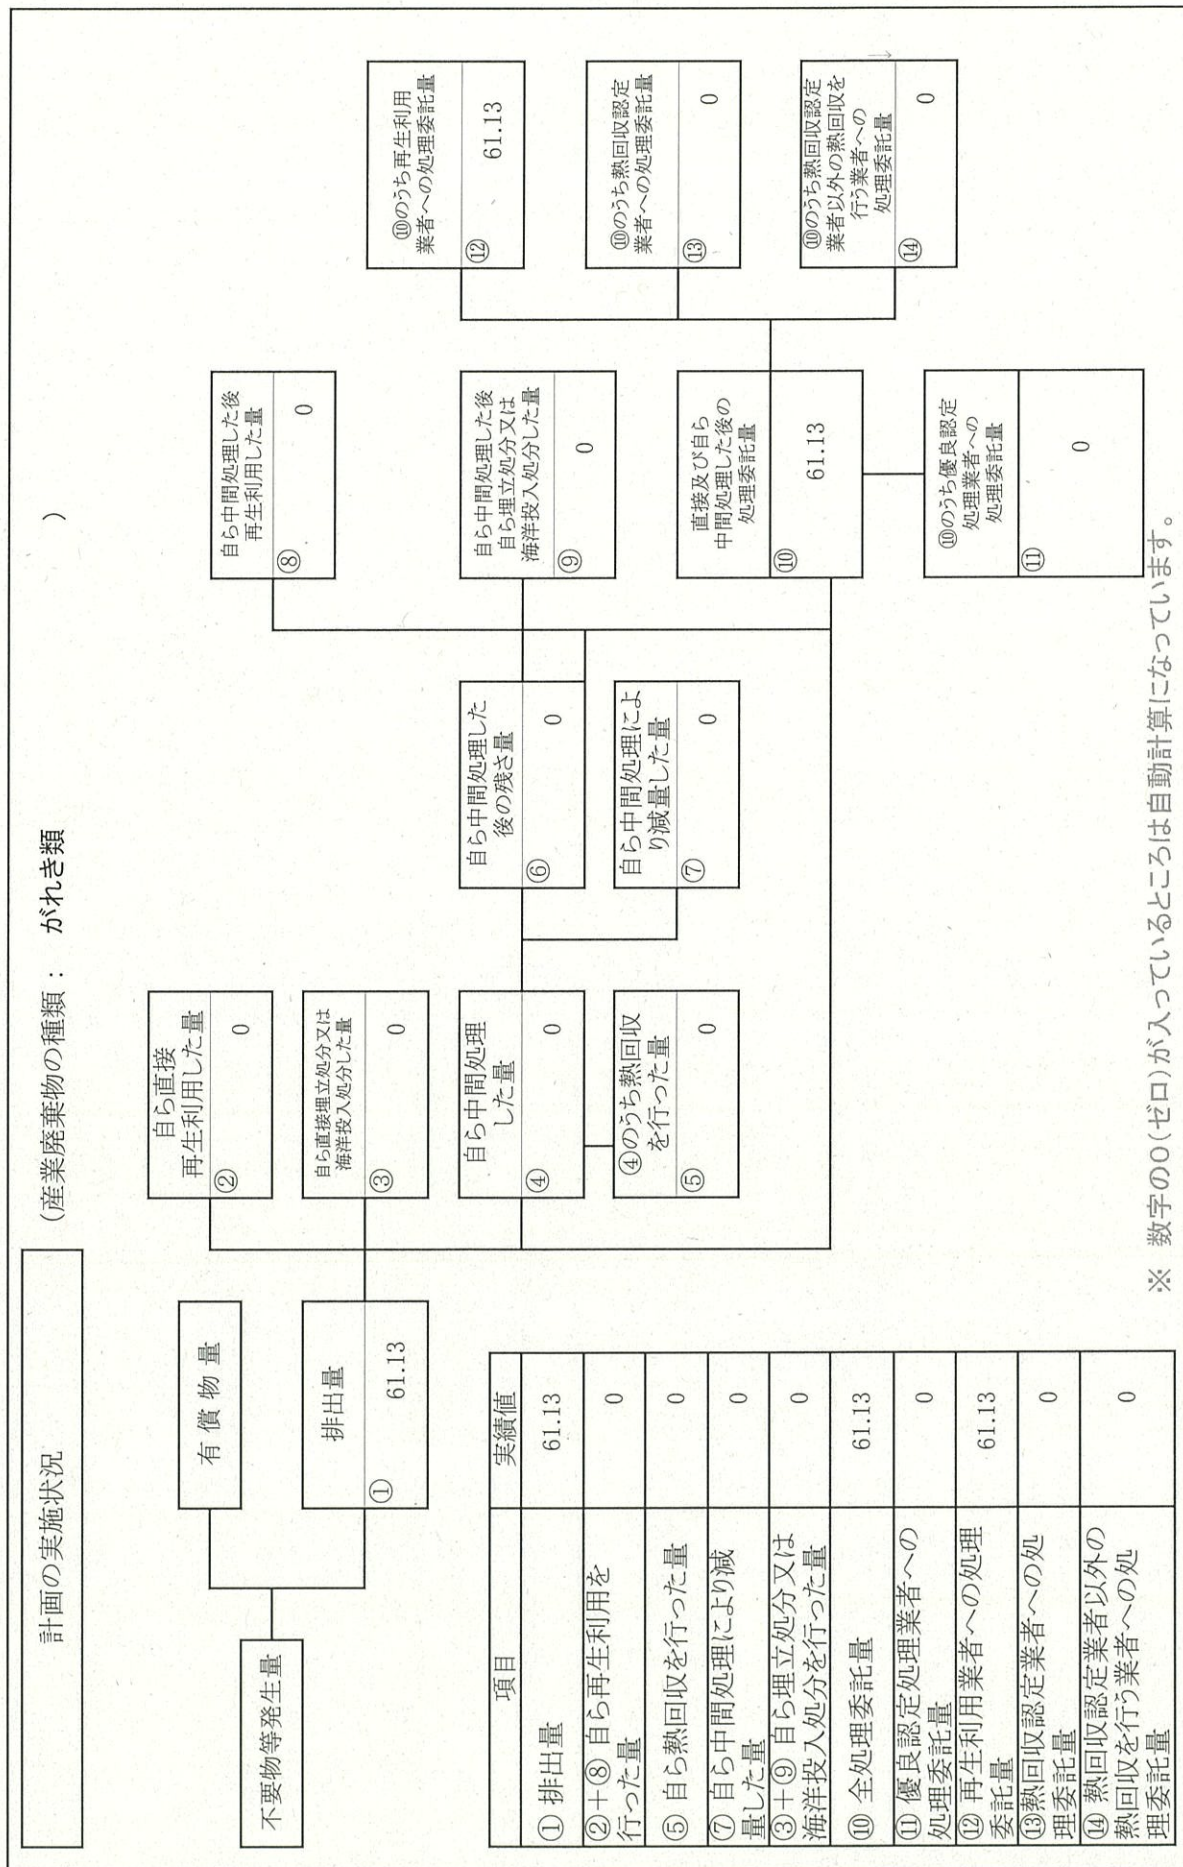 計画の実施状況
(産業廃棄物の種類： がれき類 )
不要物等発生量
有 償 物 量
排出量
① 61.13
自ら直接
再生利用した量
② 0
自ら直接埋立処分又は
海洋投入処分した量
③ 0
自ら中間処理
した量
④ 0
④のうち熱回収
を行った量
⑤ 0
自ら中間処理した
後の残さ量
⑥ 0
自ら中間処理によ
り減量した量
⑦ 0
自ら中間処理した後
再生利用した量
⑧ 0
自ら中間処理した後
自ら埋立処分又は
海洋投入処分した量
⑨ 0
直接及び自ら
中間処理した後の
処理委託量
⑩ 61.13
⑩のうち優良認定
処理業者への
処理委託量
⑪ 0
⑩のうち再生利用
業者への処理委託量
⑫ 61.13
⑩のうち熱回収認定
業者への処理委託量
⑬ 0
⑩のうち熱回収認定
業者以外の熱回収を
行う業者への
処理委託量
⑭ 0
項目 実績値
① 排出量 61.13
②＋⑧ 自ら再生利用を
行った量 0
⑤ 自ら熱回収を行った量 0
⑦ 自ら中間処理により減
量した量 0
③＋⑨ 自ら埋立処分又は
海洋投入処分を行った量 0
⑩ 全処理委託量 61.13
⑪ 優良認定処理業者への
処理委託量 0
⑫ 再生利用業者への処理
委託量 61.13
⑬熱回収認定業者への処
理委託量 0
⑭ 熱回収認定業者以外の
熱回収を行う業者への処
理委託量 0
※ 数字の0(ゼロ)が入っているところは自動計算になっています。